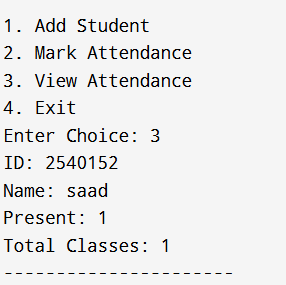 1. Add Student
2. Mark Attendance
3. View Attendance
4. Exit
Enter Choice: 3
ID: 2540152
Name: saad
Present: 1
Total Classes: 1
----------------------